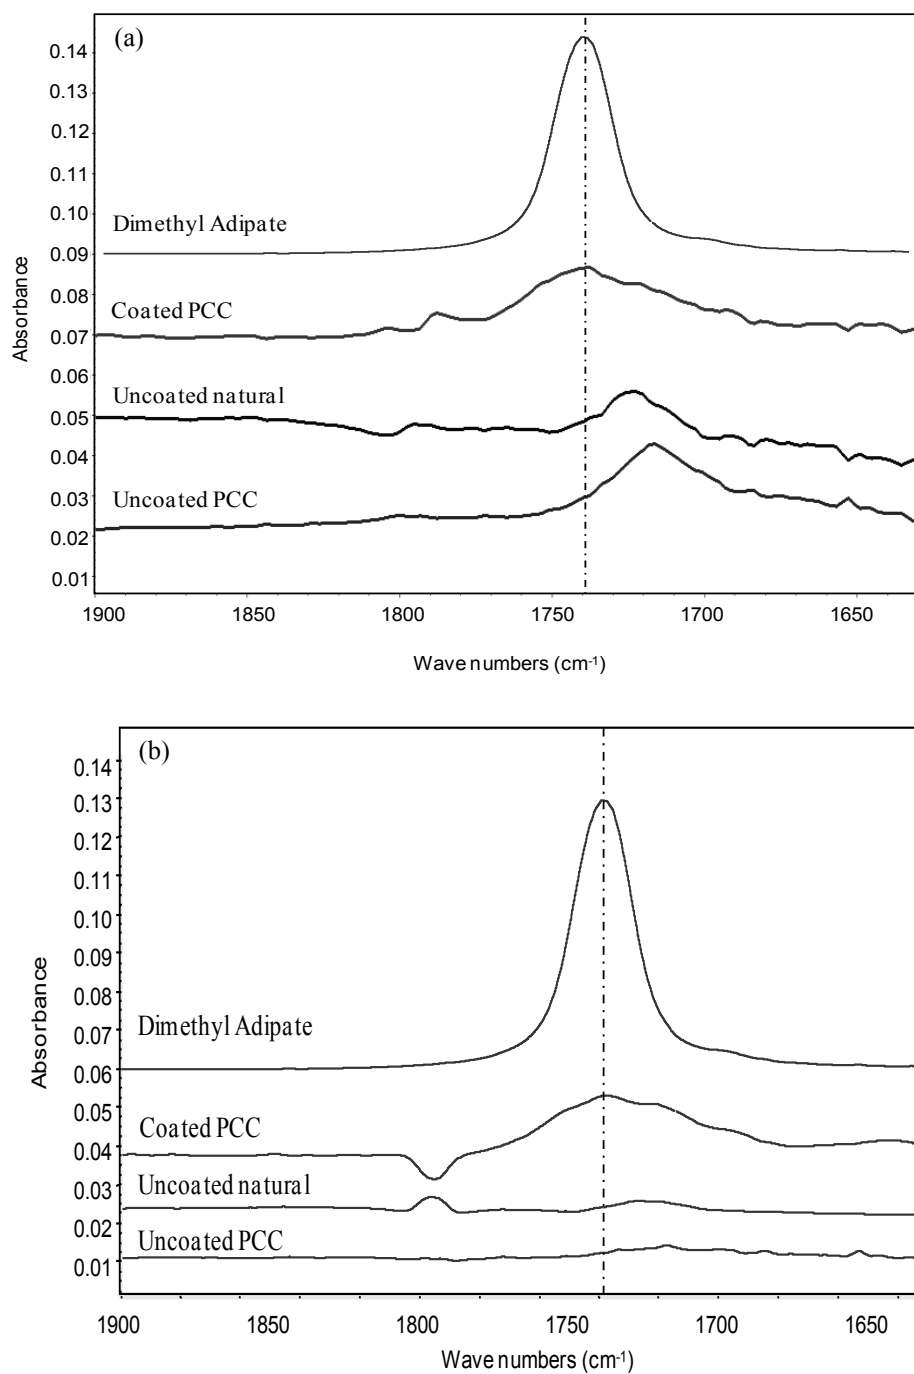 (a)
0.14
0.13
0.12
0.11
0.10
0.09
0.08
0.07
0.06
0.05
0.04
0.03
0.02
0.01
Absorbance
Dimethyl Adipate
Coated PCC
Uncoated natural
Uncoated PCC
1900 1850 1800 1750 1700 1650
Wave numbers (cm-1)
(b)
0.14
0.13
0.12
0.11
0.10
0.09
0.08
0.07
0.06
0.05
0.04
0.03
0.02
0.01
Absorbance
Dimethyl Adipate
Coated PCC
Uncoated natural
Uncoated PCC
1900 1850 1800 1750 1700 1650
Wave numbers (cm-1)